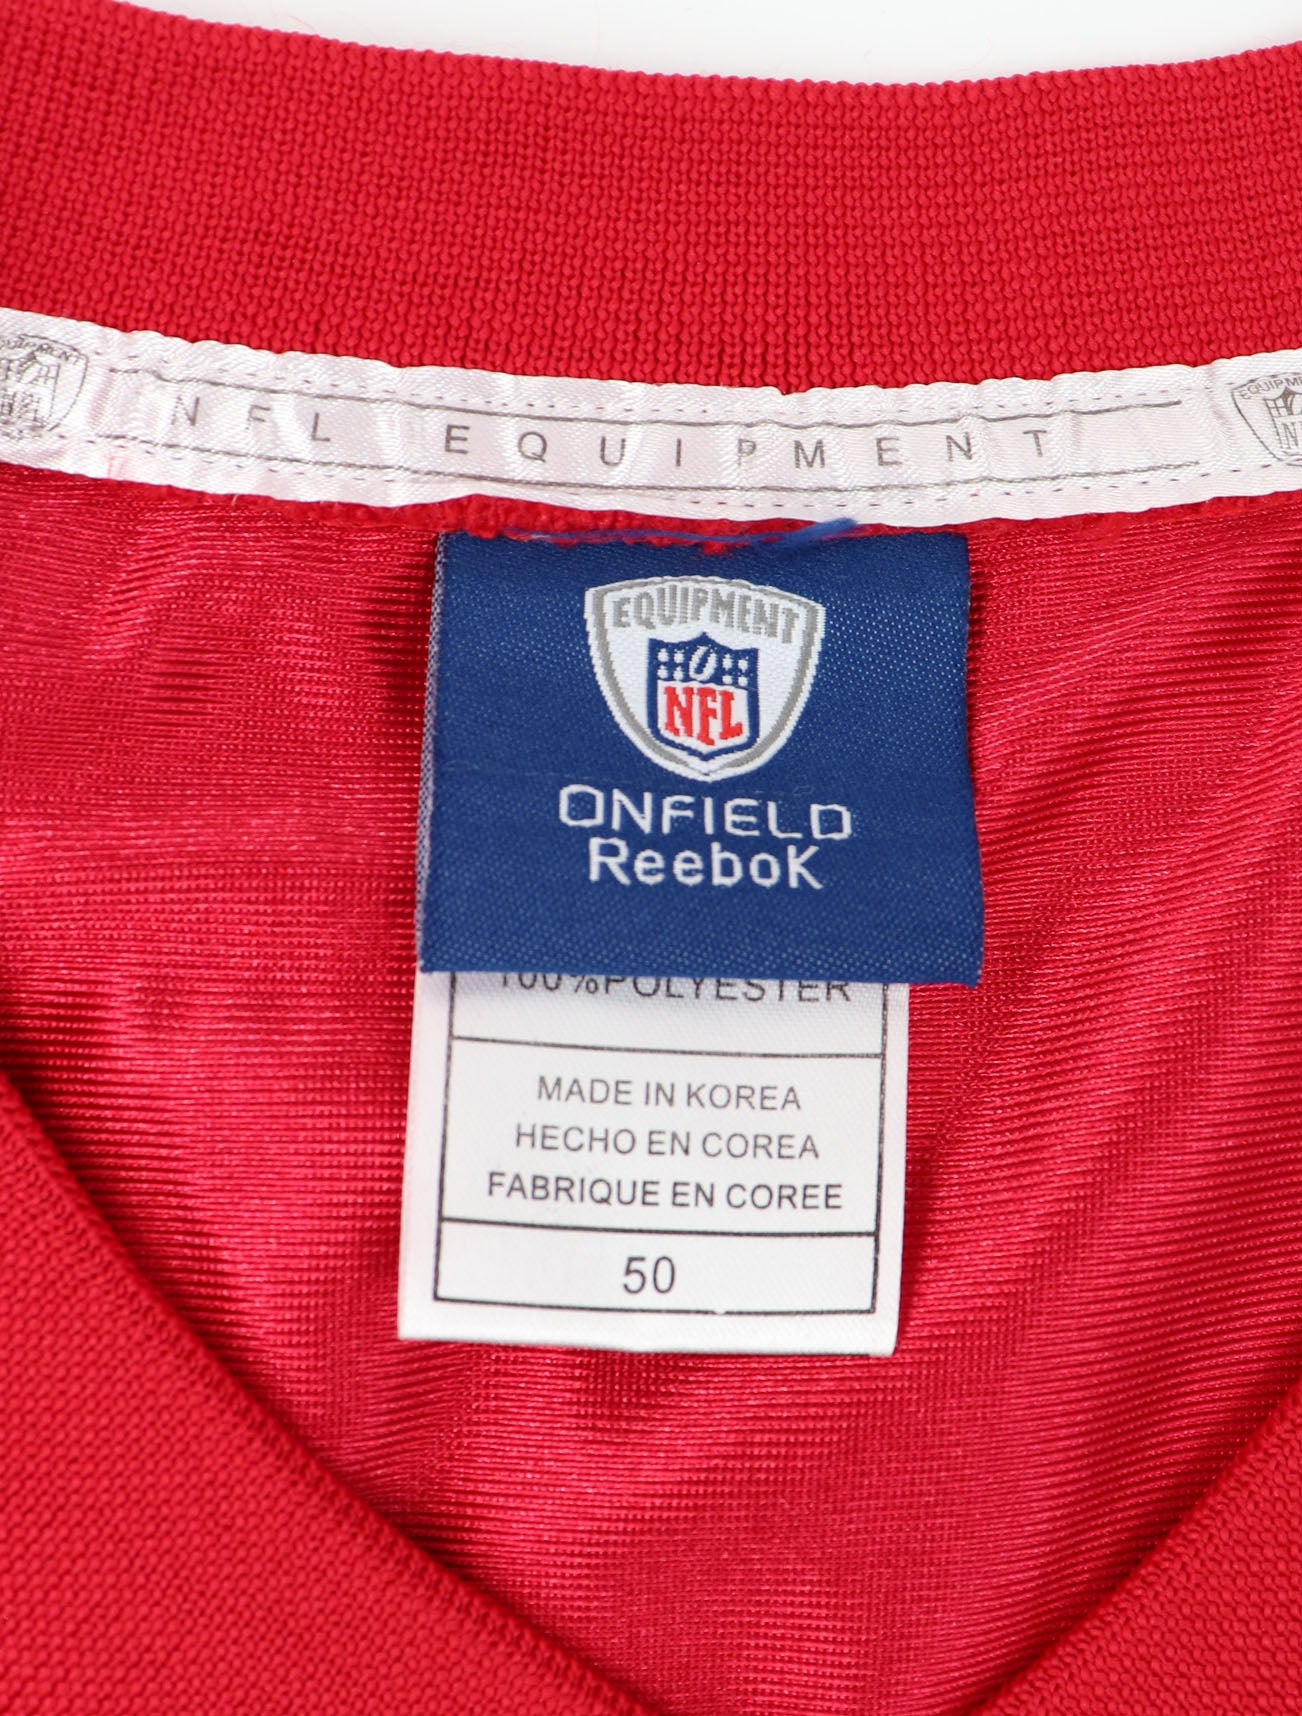 NFL EQUIPMENT
EQUIPMENT
NFL
ONFIELD
Reebok
100%POLYESTER
MADE IN KOREA
HECHO EN COREA
FABRIQUE EN COREE
50